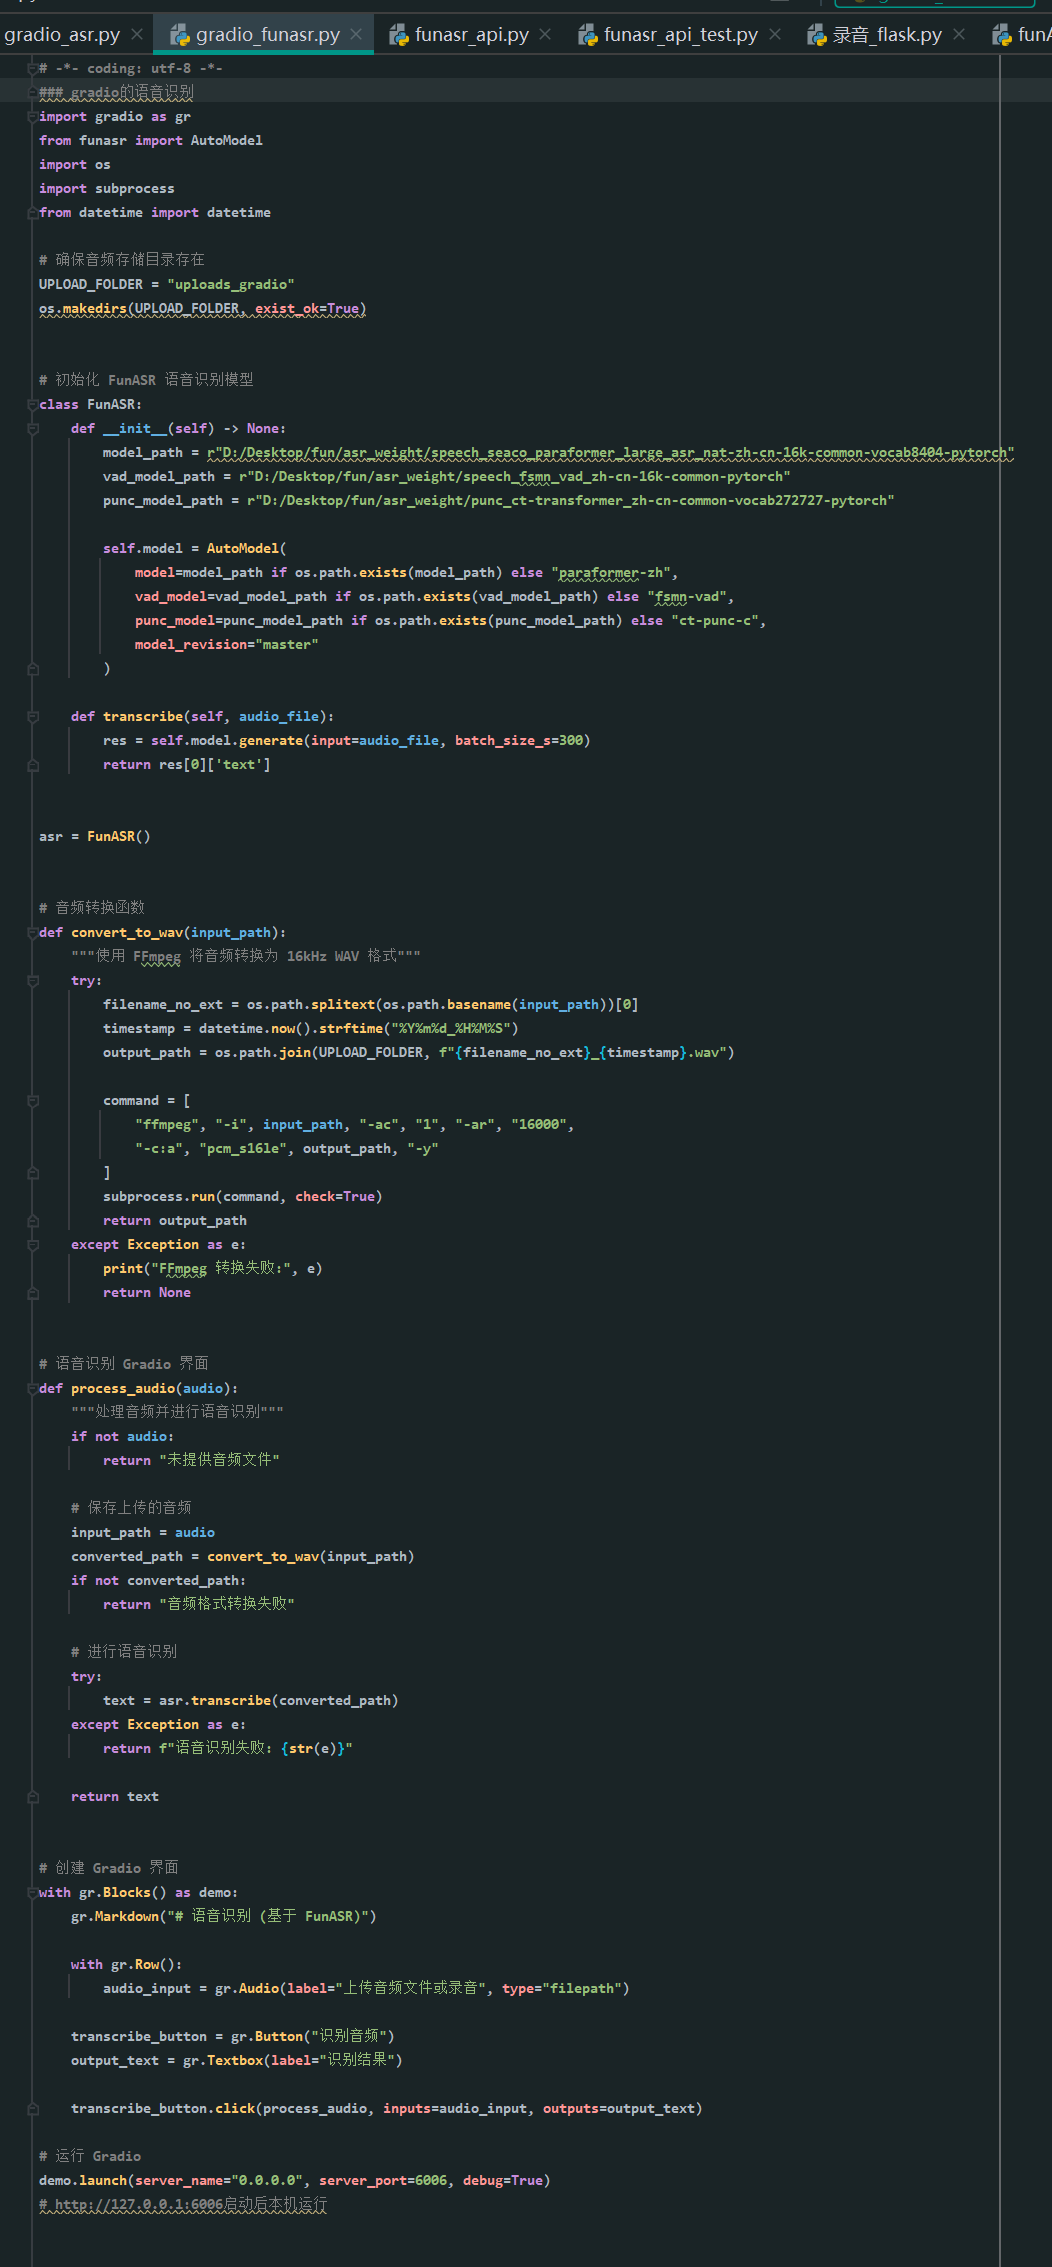 gradio_asr.py gradio_funasr.py funasr_api.py funasr_api_test.py 录音_flask.py
# -*- coding: utf-8 -*-
### gradio的语音识别
import gradio as gr
from funasr import AutoModel
import os
import subprocess
from datetime import datetime
# 确保音频存储目录存在
UPLOAD_FOLDER = "uploads_gradio"
os.makedirs(UPLOAD_FOLDER, exist_ok=True)
# 初始化 FunASR 语音识别模型
class FunASR:
def __init__(self) -> None:
model_path = r"D:/Desktop/fun/asr_weight/speech_seaco_paraformer_large_asr_nat-zh-cn-16k-common-vocab8404-pytorch"
vad_model_path = r"D:/Desktop/fun/asr_weight/speech_fsmn_vad_zh-cn-16k-common-pytorch"
punc_model_path = r"D:/Desktop/fun/asr_weight/punc_ct-transformer_zh-cn-common-vocab272727-pytorch"
self.model = AutoModel(
model=model_path if os.path.exists(model_path) else "paraformer-zh",
vad_model=vad_model_path if os.path.exists(vad_model_path) else "fsmn-vad",
punc_model=punc_model_path if os.path.exists(punc_model_path) else "ct-punc-c",
model_revision="master"
)
def transcribe(self, audio_file):
res = self.model.generate(input=audio_file, batch_size_s=300)
return res[0]['text']
asr = FunASR()
# 音频转换函数
def convert_to_wav(input_path):
"""使用 FFmpeg 将音频转换为 16kHz WAV 格式"""
try:
filename_no_ext = os.path.splitext(os.path.basename(input_path))[0]
timestamp = datetime.now().strftime("%Y%m%d_%H%M%S")
output_path = os.path.join(UPLOAD_FOLDER, f"{filename_no_ext}_{timestamp}.wav")
command = [
"ffmpeg", "-i", input_path, "-ac", "1", "-ar", "16000",
"-c:a", "pcm_s16le", output_path, "-y"
]
subprocess.run(command, check=True)
return output_path
except Exception as e:
print("FFmpeg 转换失败:", e)
return None
# 语音识别 Gradio 界面
def process_audio(audio):
"""处理音频并进行语音识别"""
if not audio:
return "未提供音频文件"
# 保存上传的音频
input_path = audio
converted_path = convert_to_wav(input_path)
if not converted_path:
return "音频格式转换失败"
# 进行语音识别
try:
text = asr.transcribe(converted_path)
except Exception as e:
return f"语音识别失败: {str(e)}"
return text
# 创建 Gradio 界面
with gr.Blocks() as demo:
gr.Markdown("# 语音识别 (基于 FunASR)")
with gr.Row():
audio_input = gr.Audio(label="上传音频文件或录音", type="filepath")
transcribe_button = gr.Button("识别音频")
output_text = gr.Textbox(label="识别结果")
transcribe_button.click(process_audio, inputs=audio_input, outputs=output_text)
# 运行 Gradio
demo.launch(server_name="0.0.0.0", server_port=6006, debug=True)
# http://127.0.0.1:6006启动后本机运行